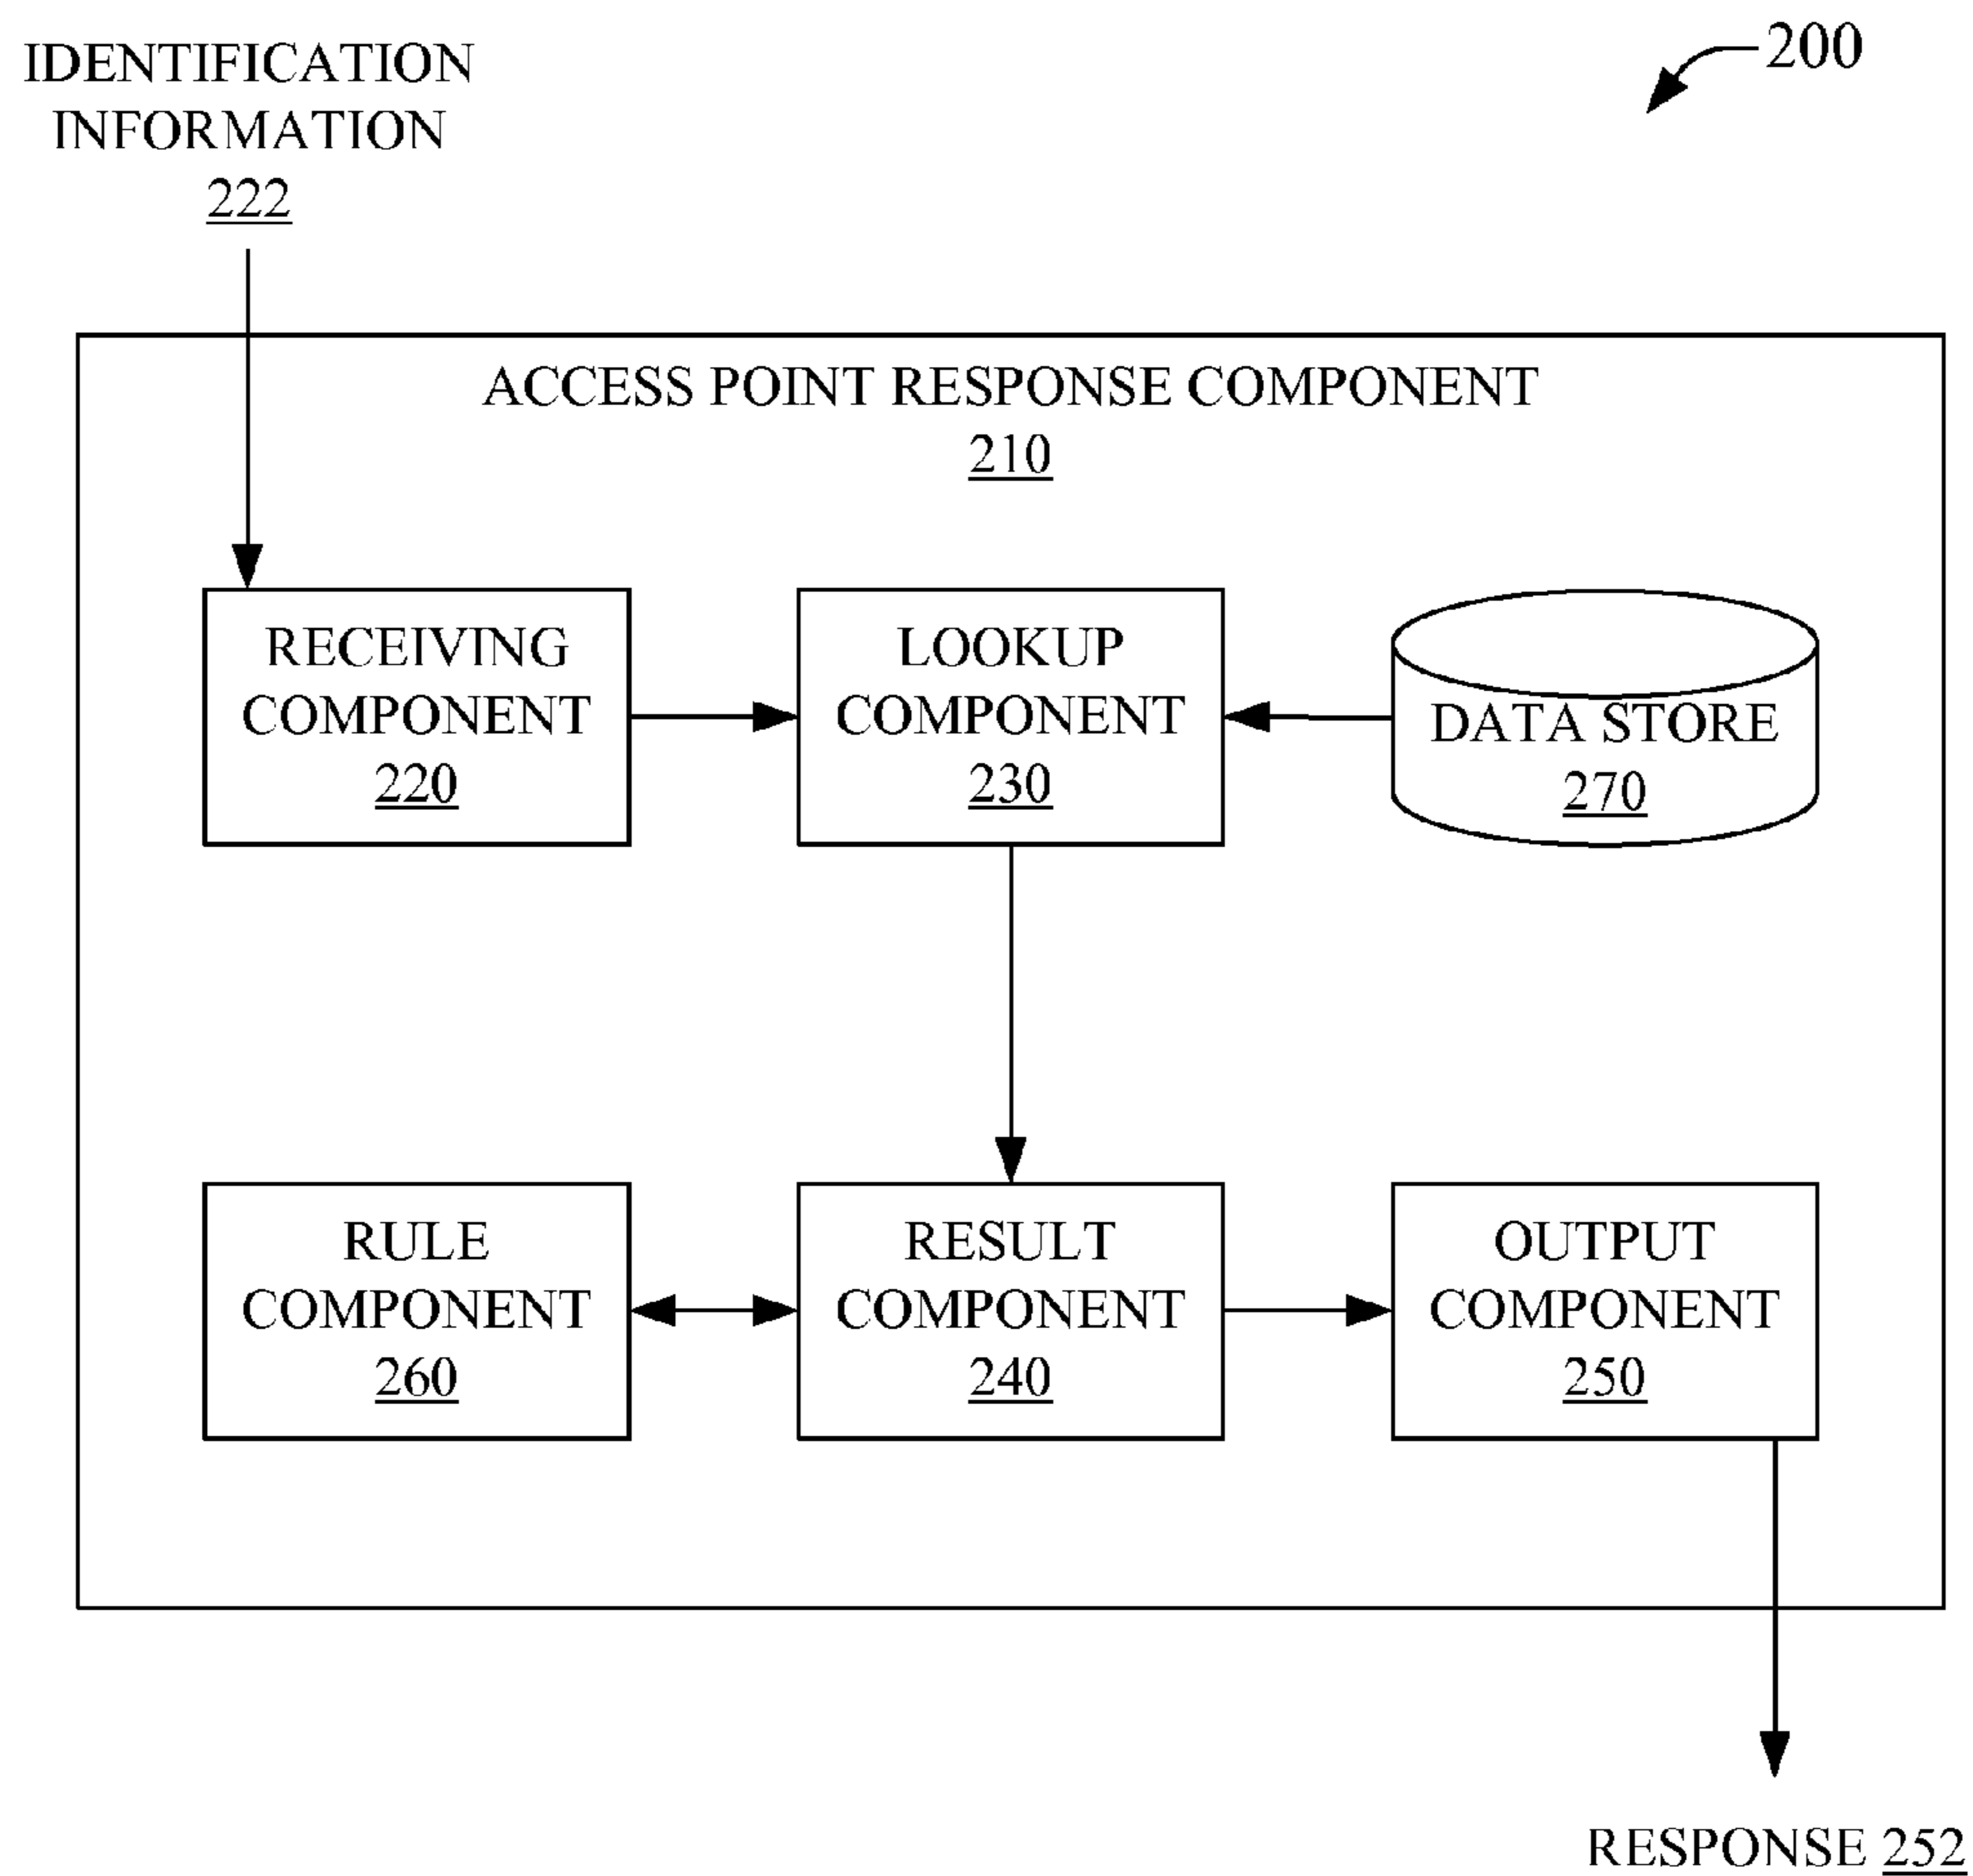 200
IDENTIFICATION
INFORMATION
222
ACCESS POINT RESPONSE COMPONENT
210
RECEIVING
COMPONENT
220
LOOKUP
COMPONENT
230
DATA STORE
270
RULE
COMPONENT
260
RESULT
COMPONENT
240
OUTPUT
COMPONENT
250
RESPONSE 252